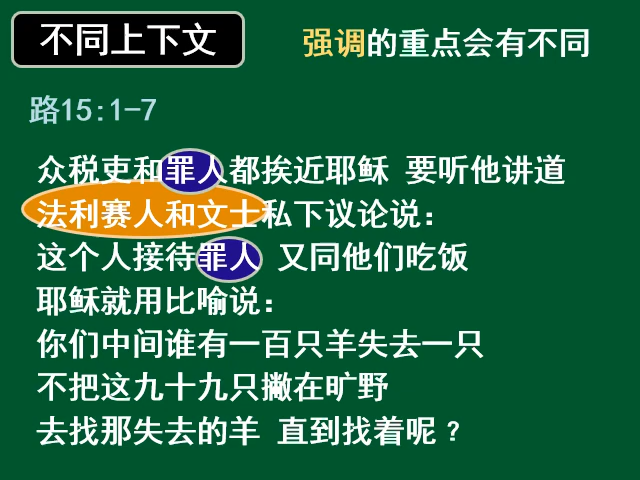 不同上下文
强调的重点会有不同
路15:1-7
众税吏和罪人都挨近耶稣 要听他讲道
法利赛人和文士私下议论说：
这个人接待罪人 又同他们吃饭
耶稣就用比喻说：
你们中间谁有一百只羊失去一只
不把这九十九只撇在旷野
去找那失去的羊 直到找着呢？